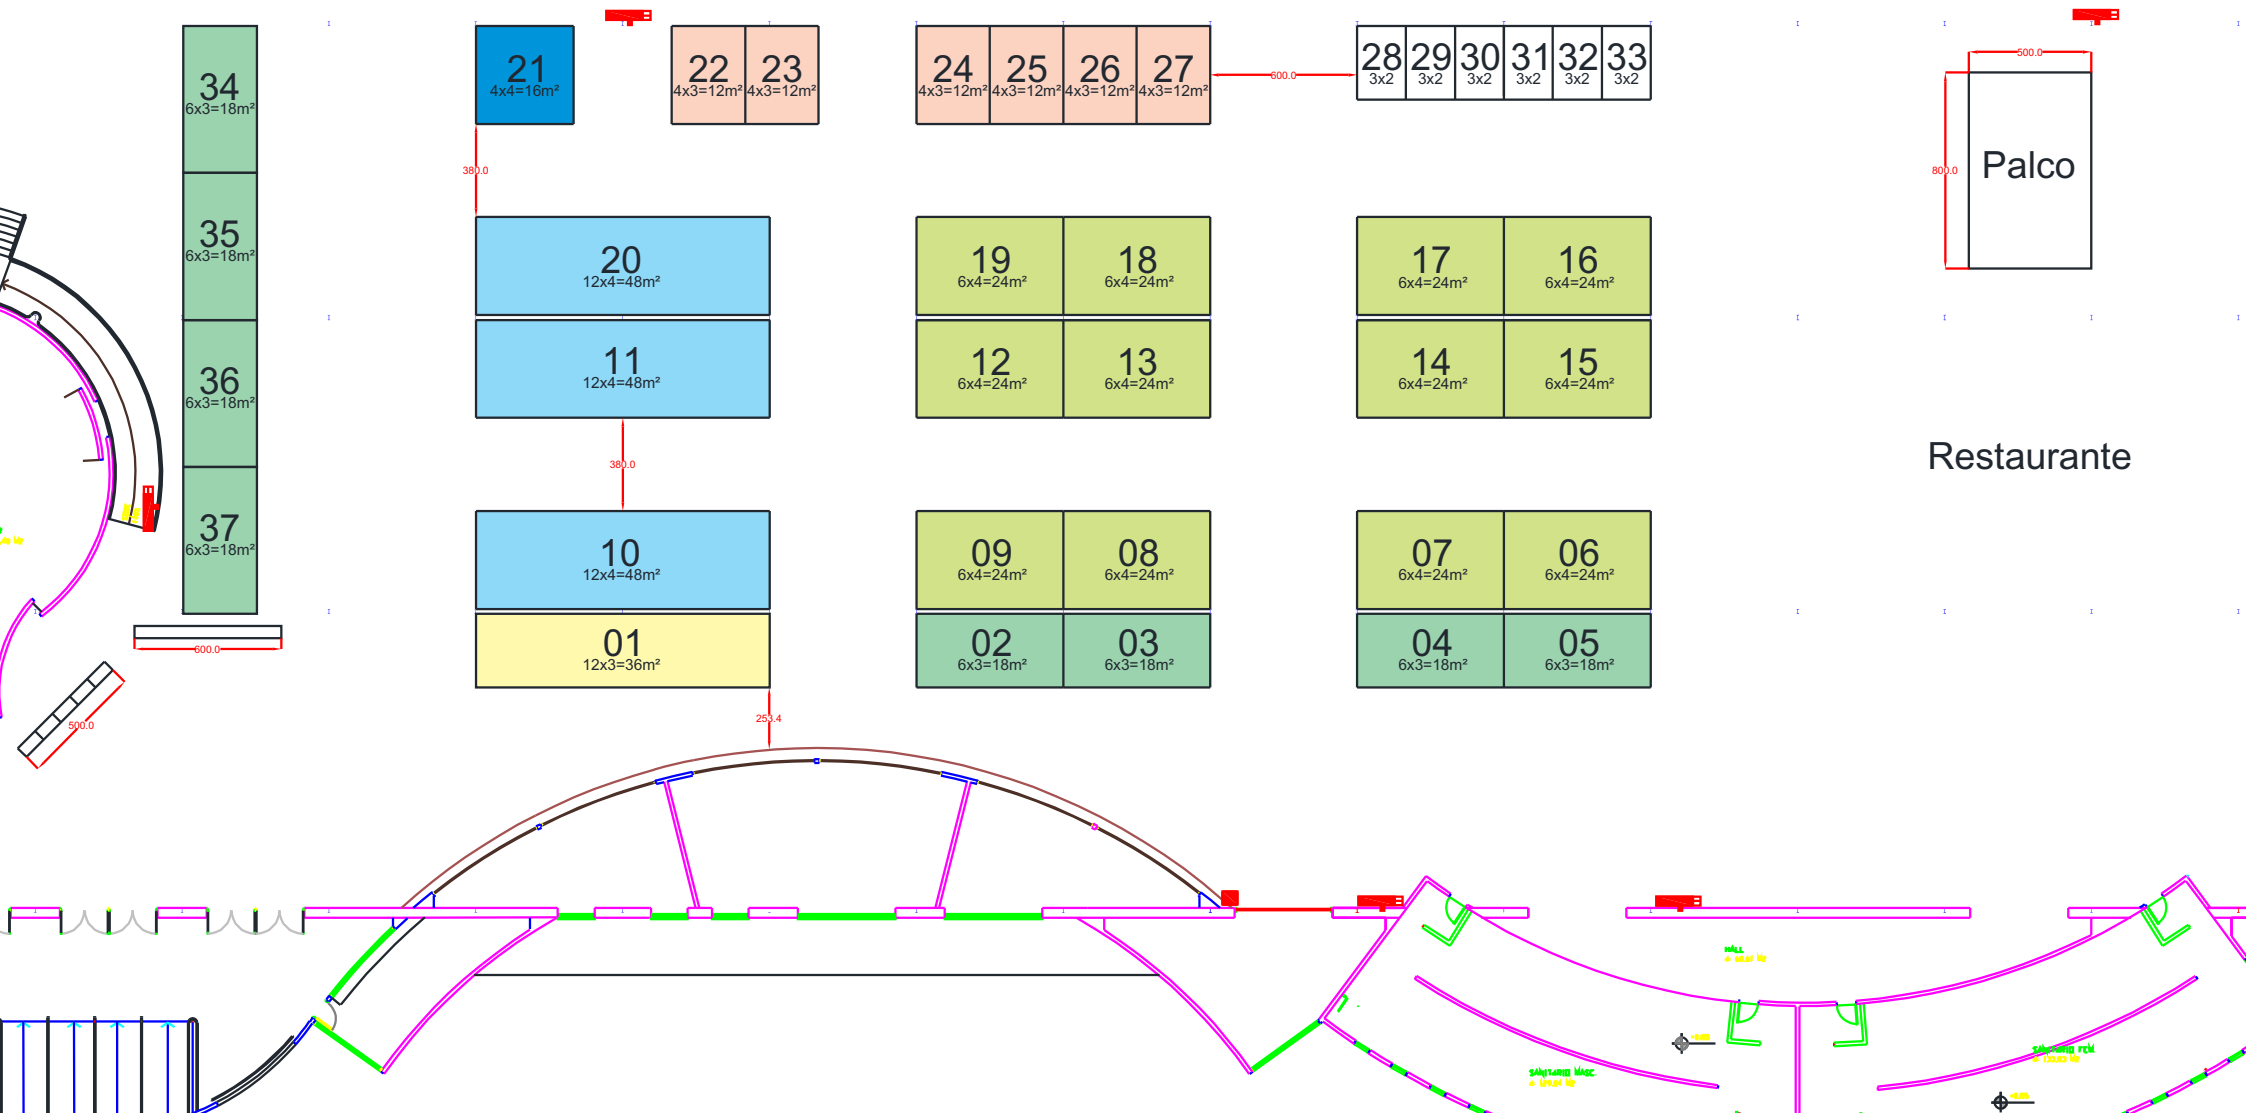 34
6x3=18m²
21
4x4=16m²
22
4x3=12m²
23
4x3=12m²
24
4x3=12m²
25
4x3=12m²
26
4x3=12m²
27
4x3=12m²
600.0
28
3x2
29
3x2
30
3x2
31
3x2
32
3x2
33
3x2
500.0
800.0
Palco
380.0
35
6x3=18m²
20
12x4=48m²
19
6x4=24m²
18
6x4=24m²
17
6x4=24m²
16
6x4=24m²
36
6x3=18m²
11
12x4=48m²
12
6x4=24m²
13
6x4=24m²
14
6x4=24m²
15
6x4=24m²
380.0
Restaurante
37
6x3=18m²
10
12x4=48m²
09
6x4=24m²
08
6x4=24m²
07
6x4=24m²
06
6x4=24m²
01
12x3=36m²
02
6x3=18m²
03
6x3=18m²
04
6x3=18m²
05
6x3=18m²
600.0
500.0
253.4
HALL
SANITARIO MASC.
SANITARIO FEM.